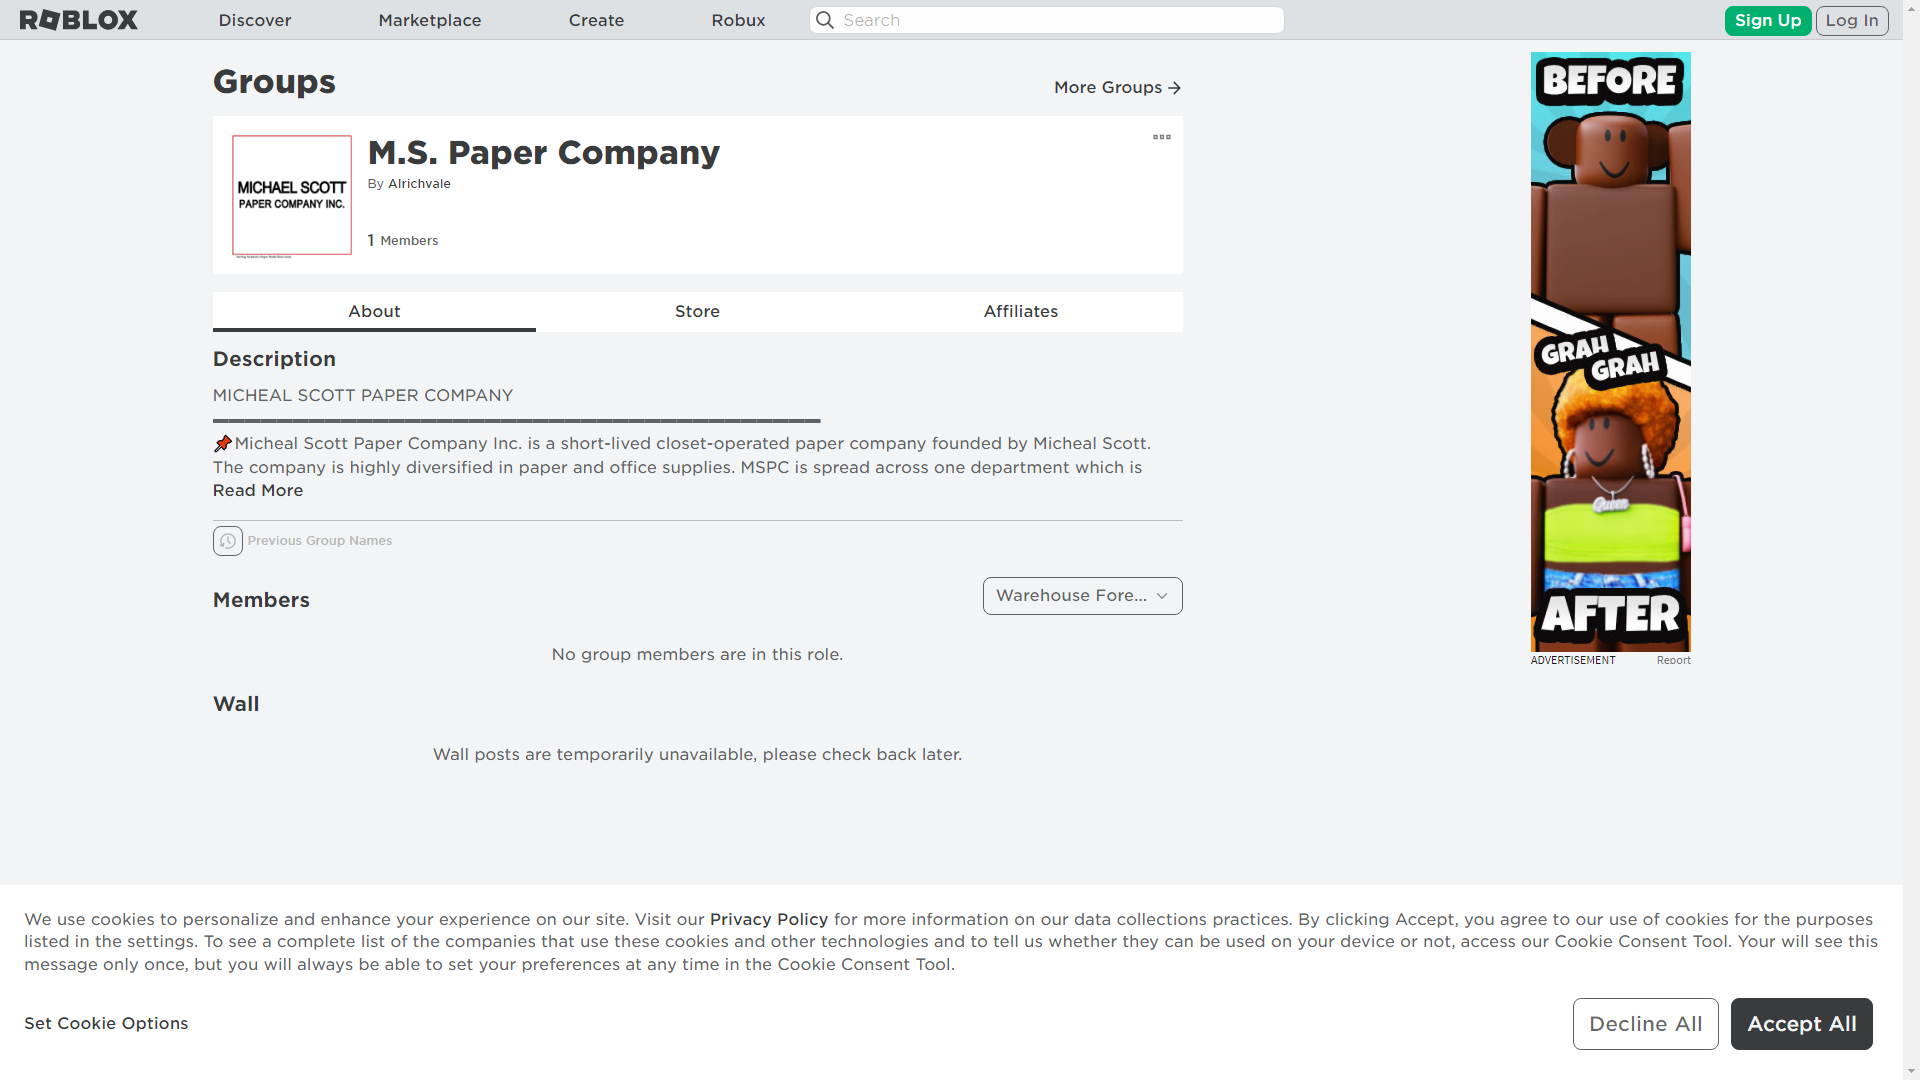 ROBLOX
Discover
Marketplace
Create
Robux
Search
Sign Up
Log In
Groups
More Groups
MICHAEL SCOTT
PAPER COMPANY INC.
M.S. Paper Company
By Alrichvale
1 Members
About
Store
Affiliates
Description
MICHEAL SCOTT PAPER COMPANY
📌Micheal Scott Paper Company Inc. is a short-lived closet-operated paper company founded by Micheal Scott.
The company is highly diversified in paper and office supplies. MSPC is spread across one department which is
Read More
Previous Group Names
Members
Warehouse Fore...
No group members are in this role.
Wall
Wall posts are temporarily unavailable, please check back later.
BEFORE
GRAH
GRAH
Queen
AFTER
ADVERTISEMENT
Report
We use cookies to personalize and enhance your experience on our site. Visit our Privacy Policy for more information on our data collections practices. By clicking Accept, you agree to our use of cookies for the purposes
listed in the settings. To see a complete list of the companies that use these cookies and other technologies and to tell us whether they can be used on your device or not, access our Cookie Consent Tool. Your will see this
message only once, but you will always be able to set your preferences at any time in the Cookie Consent Tool.
Set Cookie Options
Decline All
Accept All